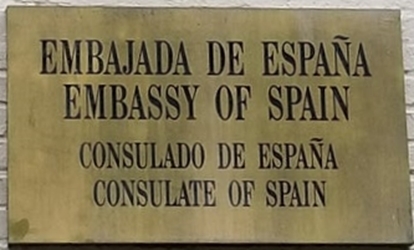 EMBAJADA DE ESPAÑA
EMBASSY OF SPAIN
CONSULADO DE ESPAÑA
CONSULATE OF SPAIN